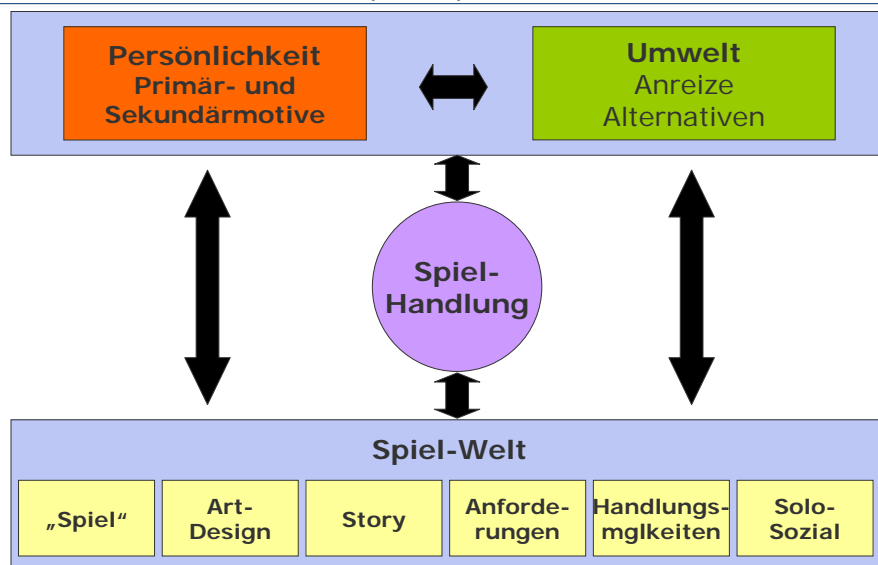 Persönlichkeit
Primär- und
Sekundärmotive
Umwelt
Anreize
Alternativen
Spiel-
Handlung
Spiel-Welt
„Spiel“
Art-
Design
Story
Anforde-
rungen
Handlungs-
mglkeiten
Solo-
Sozial